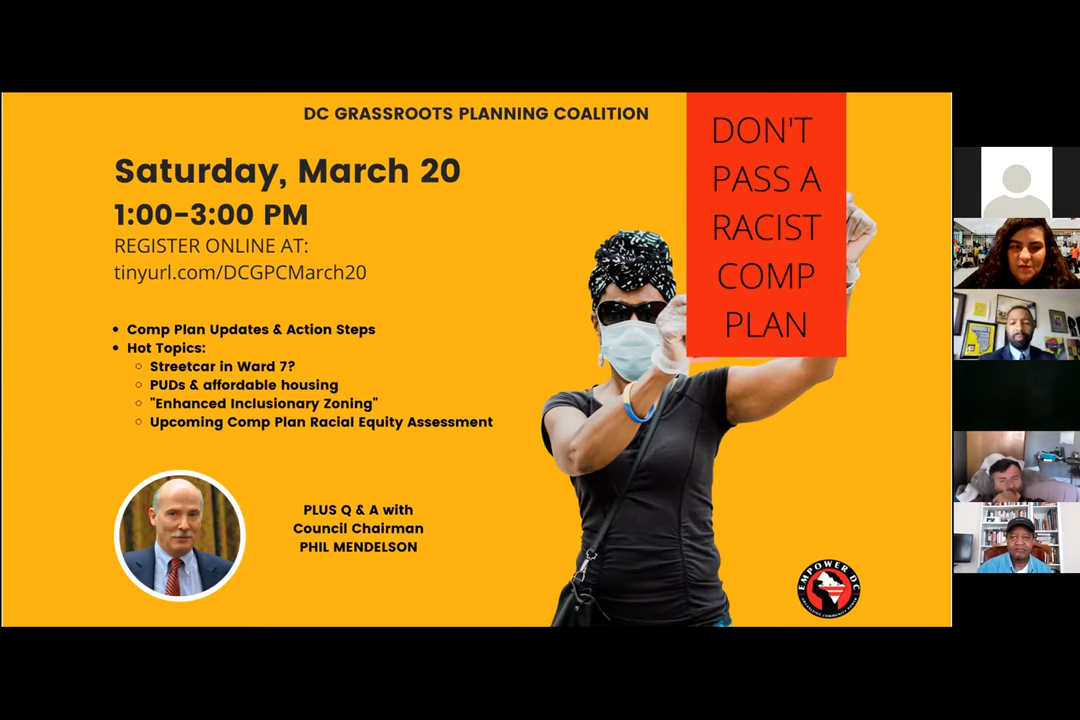 DC GRASSROOTS PLANNING COALITION
Saturday, March 20
1:00-3:00 PM
REGISTER ONLINE AT:
tinyurl.com/DCGPCMarch20
• Comp Plan Updates & Action Steps
• Hot Topics:
○ Streetcar in Ward 7?
○ PUDs & affordable housing
○ "Enhanced Inclusionary Zoning"
○ Upcoming Comp Plan Racial Equity Assessment
PLUS Q & A with
Council Chairman
PHIL MENDELSON
DON'T
PASS A
RACIST
COMP
PLAN
EMPOWER DC